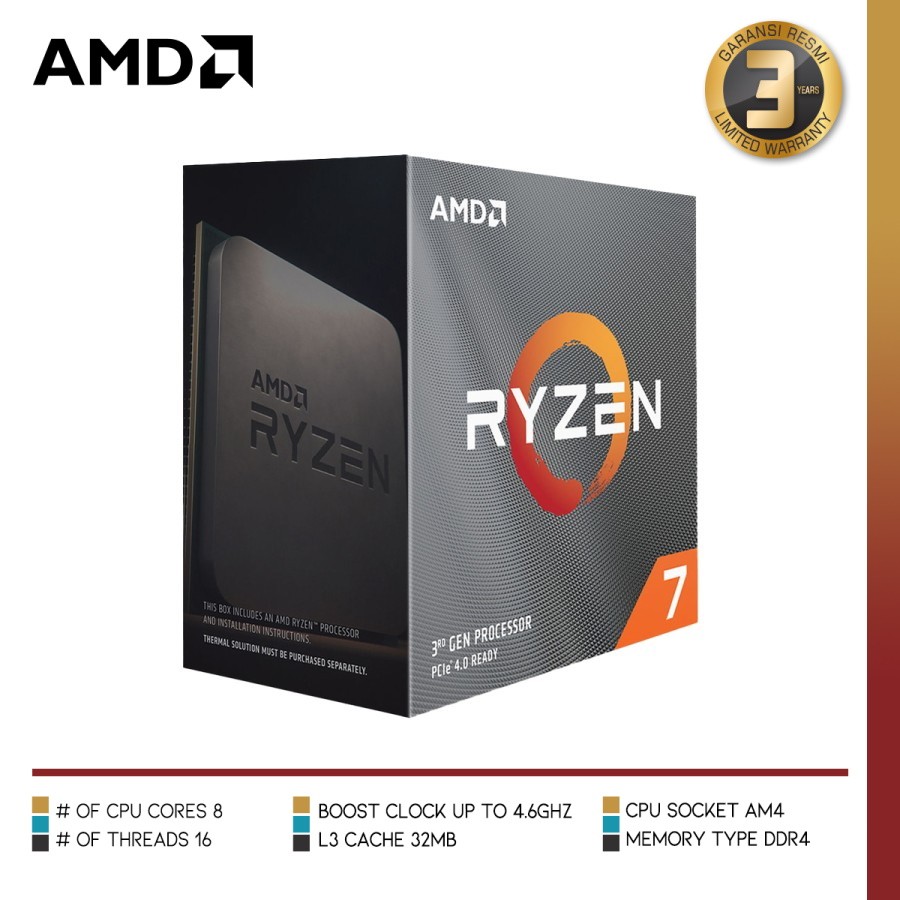 AMD
GARANSI RESMI
3 YEARS
LIMITED WARRANTY
AMD
RYZEN
AMD
RYZEN
7
THIS BOX INCLUDES AN AMD RYZEN™ PROCESSOR
AND INSTALLATION INSTRUCTIONS.
THERMAL SOLUTION MUST BE PURCHASED SEPARATELY.
3RD GEN PROCESSOR
PCIe® 4.0 READY
# OF CPU CORES 8
# OF THREADS 16
BOOST CLOCK UP TO 4.6GHZ
L3 CACHE 32MB
CPU SOCKET AM4
MEMORY TYPE DDR4